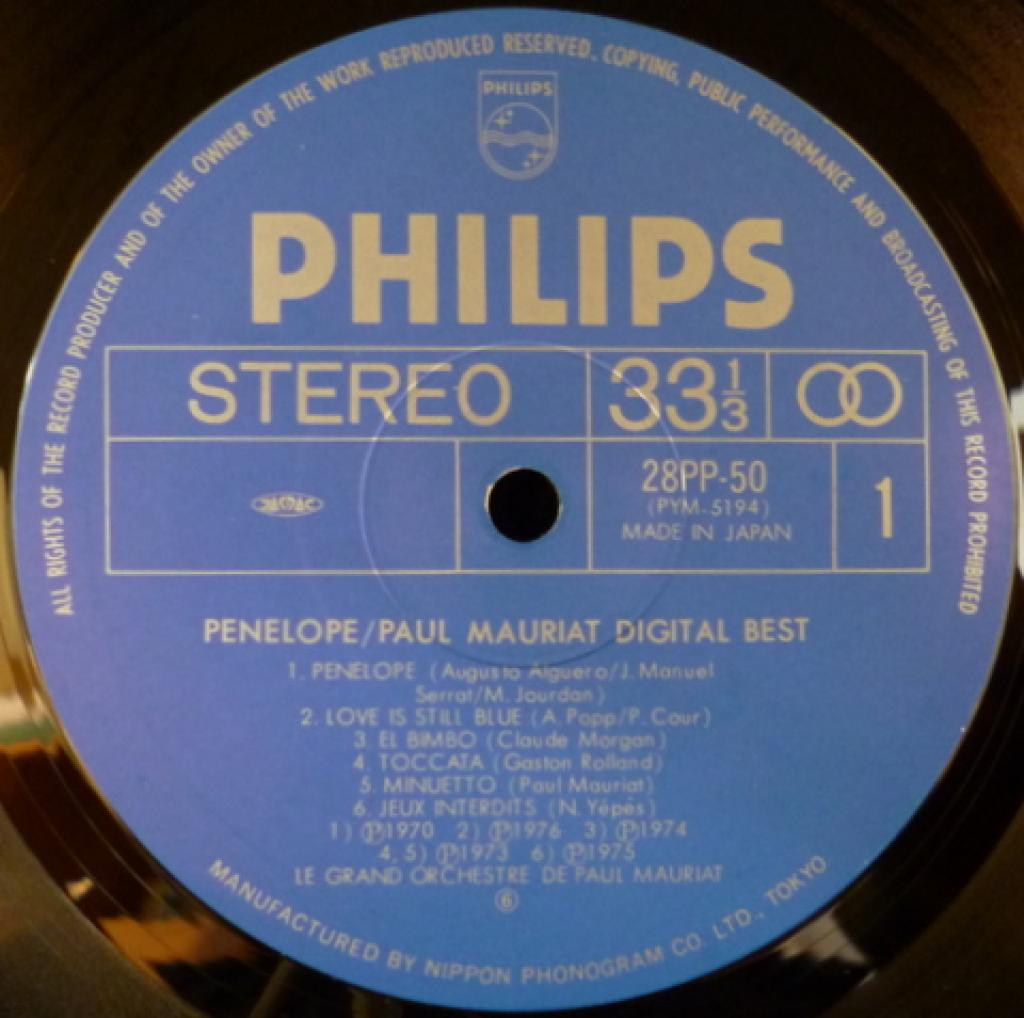 ALL RIGHTS OF THE RECORD PRODUCER AND OF THE OWNER OF THE WORK REPRODUCED RESERVED. COPYING, PUBLIC PERFORMANCE AND BROADCASTING OF THIS RECORD PROHIBITED
PHILIPS
PHILIPS
STEREO 33 1/3
JASRAC 28PP-50 1
(PYM-5194)
MADE IN JAPAN
PENELOPE/PAUL MAURIAT DIGITAL BEST
1. PENELOPE (Augusto Alguero/J. Manuel
Serrat/M. Jourdan)
2. LOVE IS STILL BLUE (A. Popp/P. Cour)
3. EL BIMBO (Claude Morgan)
4. TOCCATA (Gaston Rolland)
5. MINUETTO (Paul Mauriat)
6. JEUX INTERDITS (N. Yépès)
1) ℗1970 2) ℗1976 3) ℗1974
4, 5) ℗1973 6) ℗1975
LE GRAND ORCHESTRE DE PAUL MAURIAT
⑥
MANUFACTURED BY NIPPON PHONOGRAM CO. LTD., TOKYO